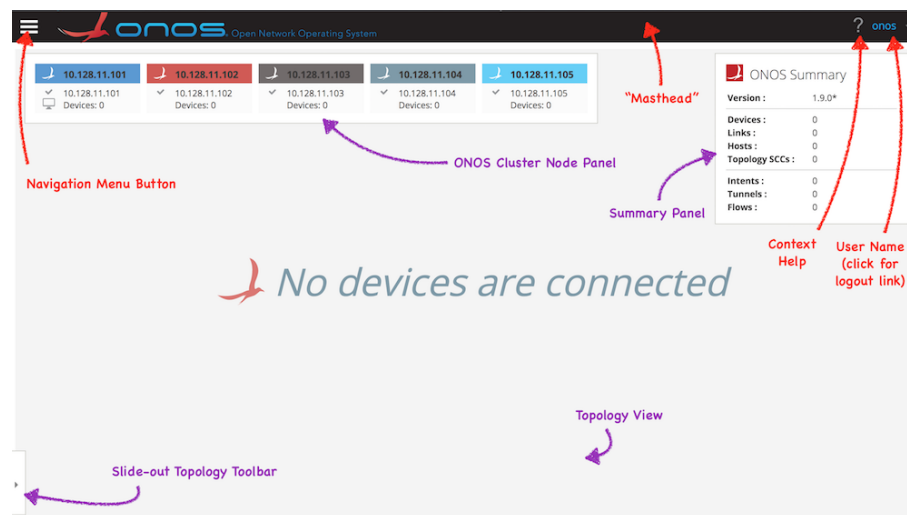 onos Open Network Operating System
? onos
10.128.11.101 10.128.11.102 10.128.11.103 10.128.11.104 10.128.11.105
10.128.11.101 10.128.11.102 10.128.11.103 10.128.11.104 10.128.11.105
Devices: 0 Devices: 0 Devices: 0 Devices: 0 Devices: 0
"Masthead"
ONOS Summary
Version : 1.9.0*
Devices : 0
Links : 0
Hosts : 0
Topology SCCs : 0
Intents : 0
Tunnels : 0
Flows : 0
ONOS Cluster Node Panel
Navigation Menu Button
Summary Panel
Context
Help
User Name
(click for
logout link)
No devices are connected
Topology View
Slide-out Topology Toolbar